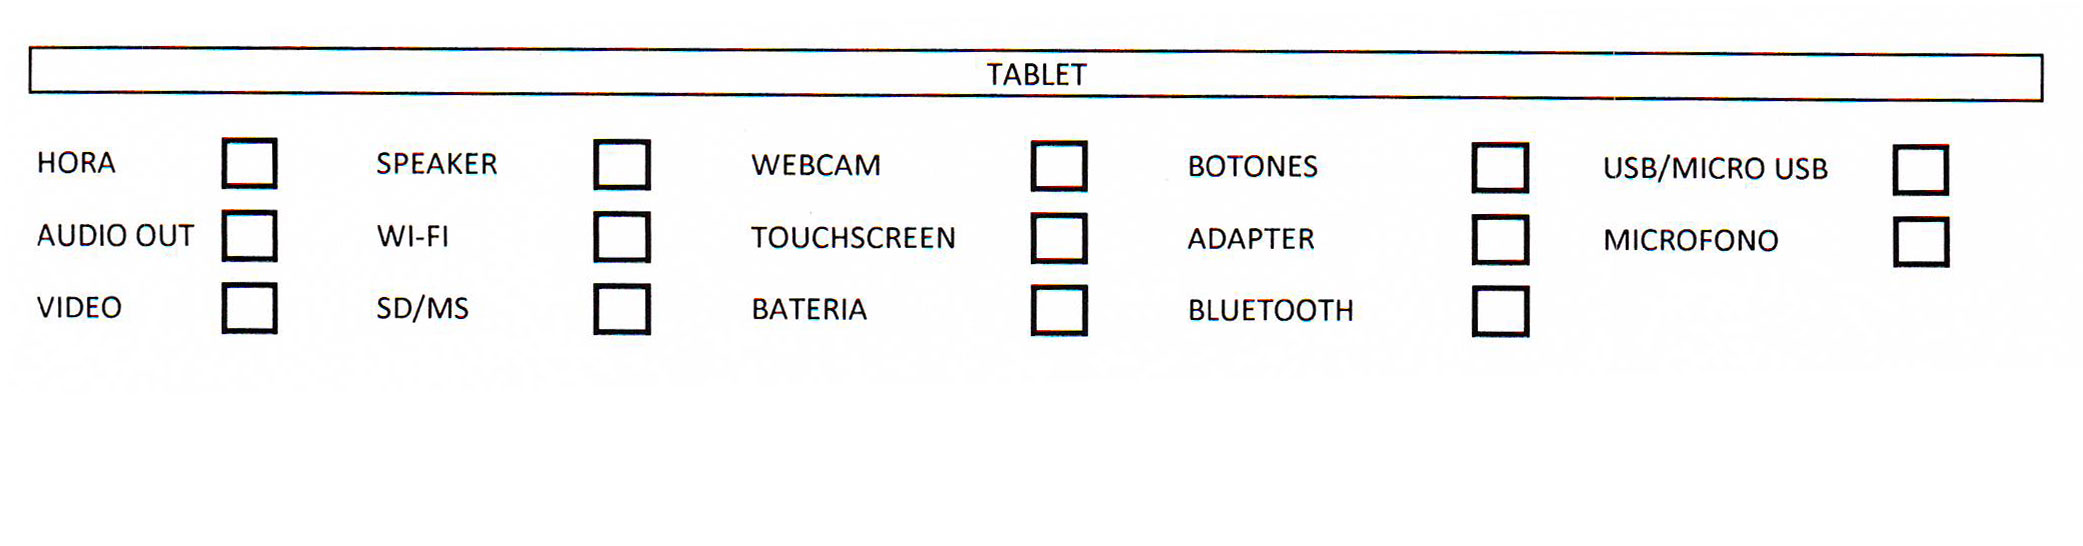 TABLET
HORA SPEAKER WEBCAM BOTONES USB/MICRO USB
AUDIO OUT WI-FI TOUCHSCREEN ADAPTER MICROFONO
VIDEO SD/MS BATERIA BLUETOOTH